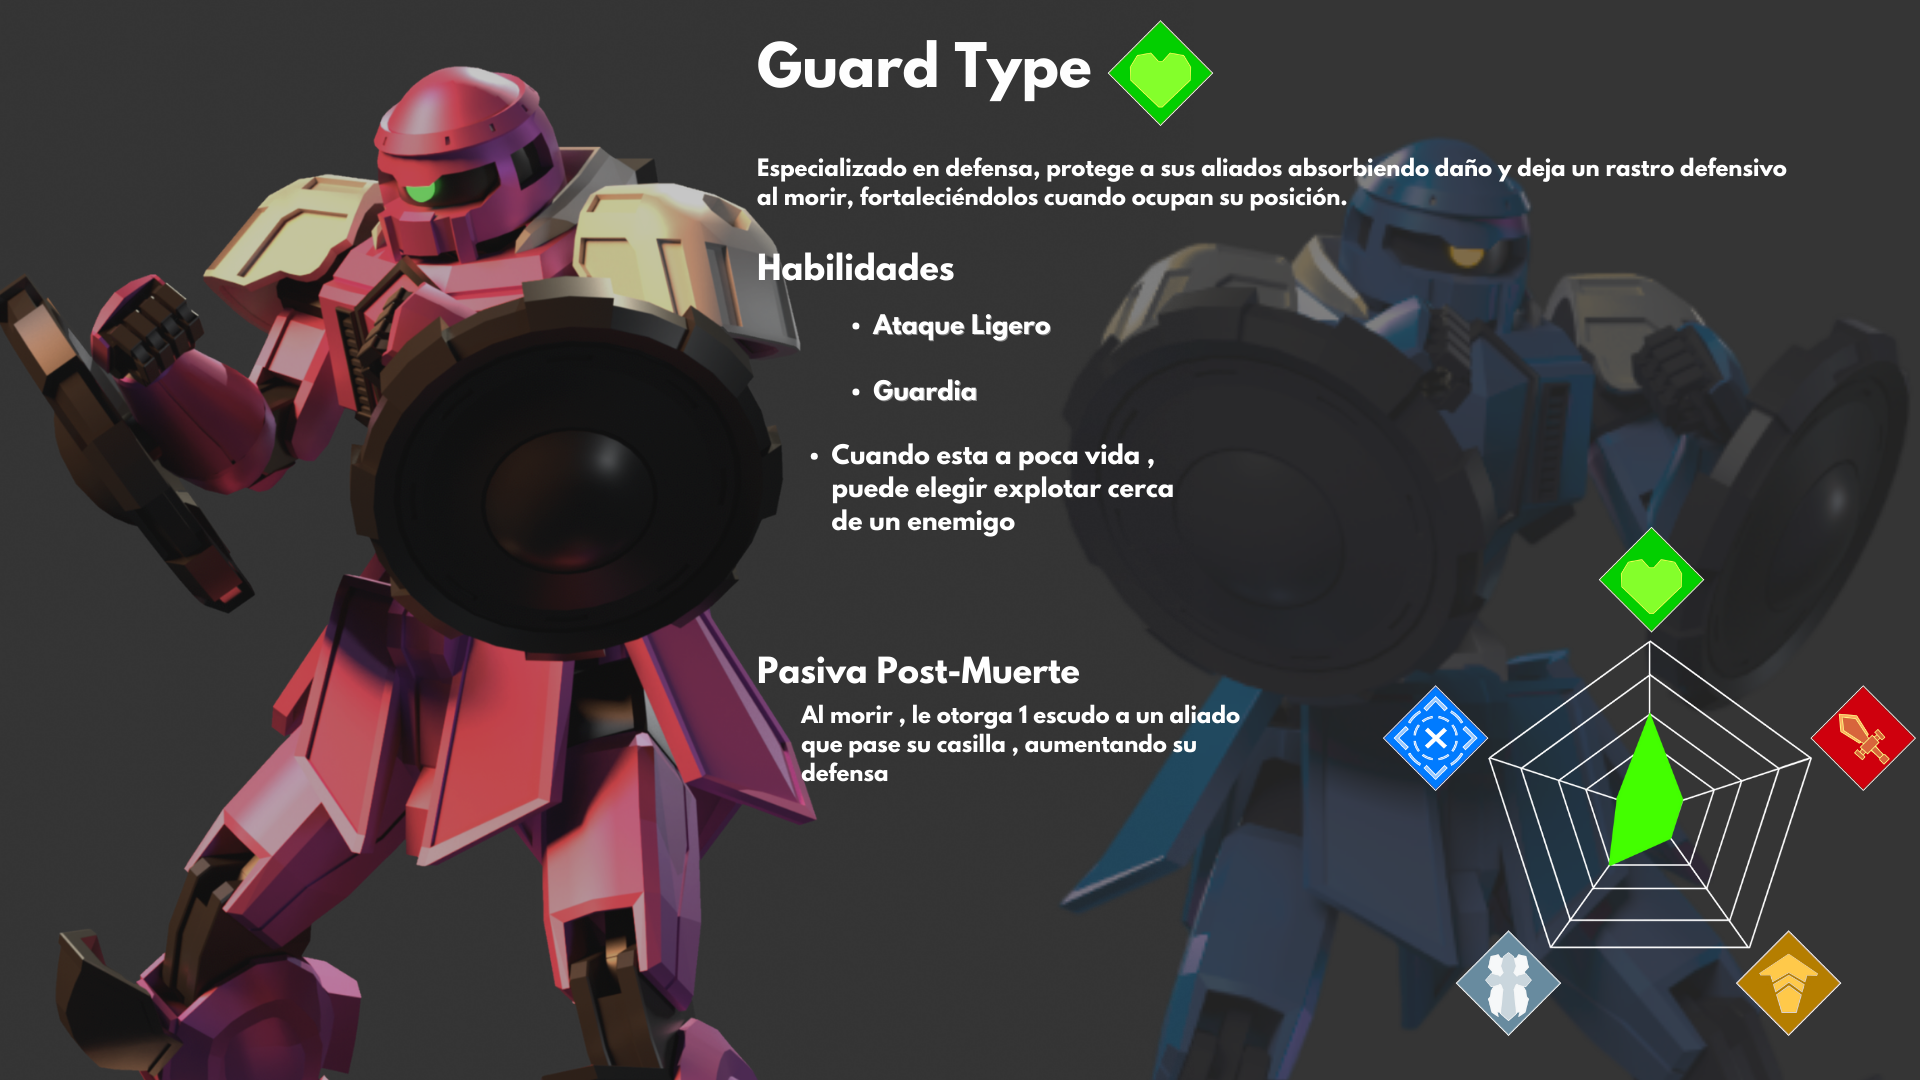 Guard Type
Especializado en defensa, protege a sus aliados absorbiendo daño y deja un rastro defensivo
al morir, fortaleciéndolos cuando ocupan su posición.
Habilidades
• Ataque Ligero
• Guardia
• Cuando esta a poca vida ,
puede elegir explotar cerca
de un enemigo
Pasiva Post-Muerte
Al morir , le otorga 1 escudo a un aliado
que pase su casilla , aumentando su
defensa